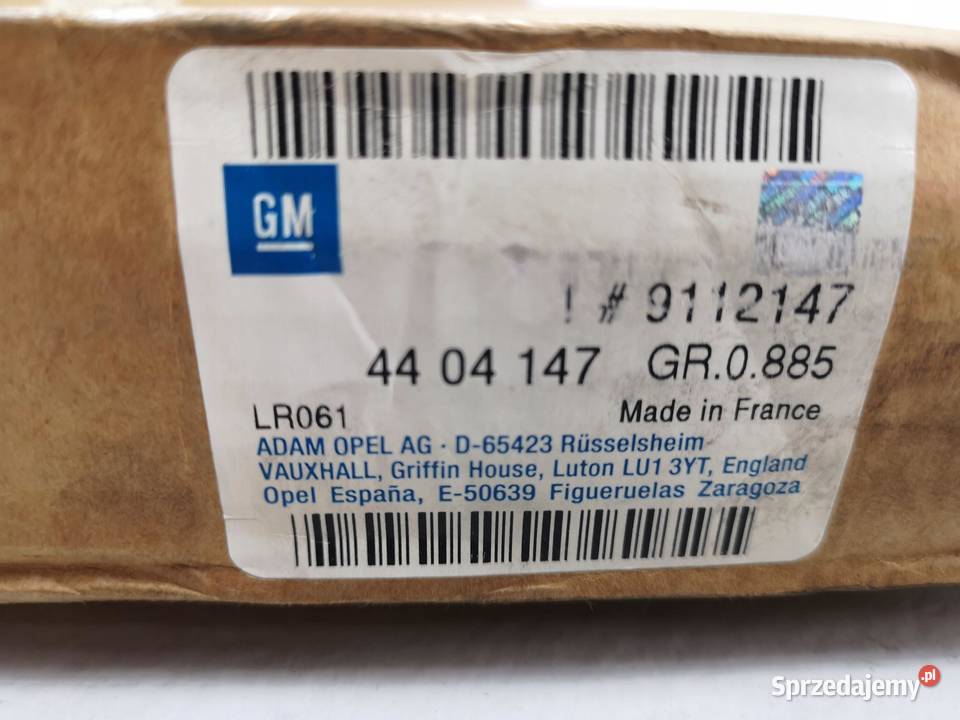 GM
! # 9112147
44 04 147 GR.0.885
LR061 Made in France
ADAM OPEL AG · D-65423 Rüsselsheim
VAUXHALL, Griffin House, Luton LU1 3YT, England
Opel España, E-50639 Figueruelas Zaragoza
Sprzedajemy.pl